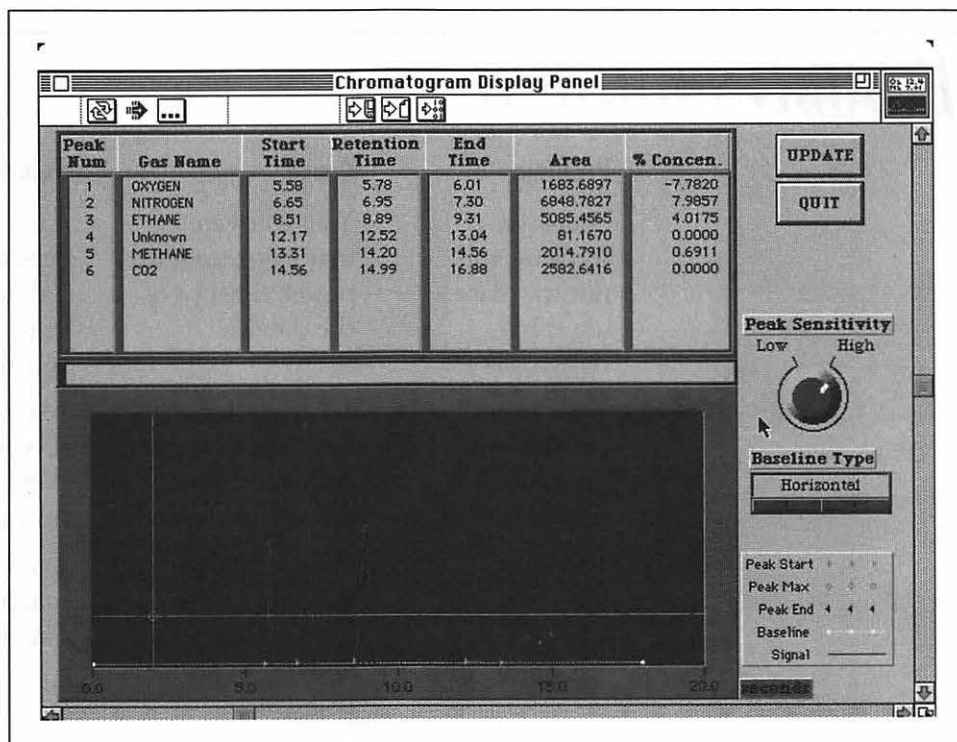 Chromatogram Display Panel
Peak Num Gas Name Start Time Retention Time End Time Area % Concen.
1 OXYGEN 5.58 5.78 6.01 1683.6897 -7.7820
2 NITROGEN 6.65 6.95 7.30 6848.7827 7.9857
3 ETHANE 8.51 8.89 9.31 5085.4565 4.0175
4 Unknown 12.17 12.52 13.04 81.1670 0.0000
5 METHANE 13.31 14.20 14.56 2014.7910 0.6911
6 CO2 14.56 14.99 16.88 2582.6416 0.0000
UPDATE
QUIT
Peak Sensitivity
Low High
Baseline Type
Horizontal
Peak Start
Peak Max
Peak End
Baseline
Signal
0.0 5.0 10.0 15.0 20.0 seconds